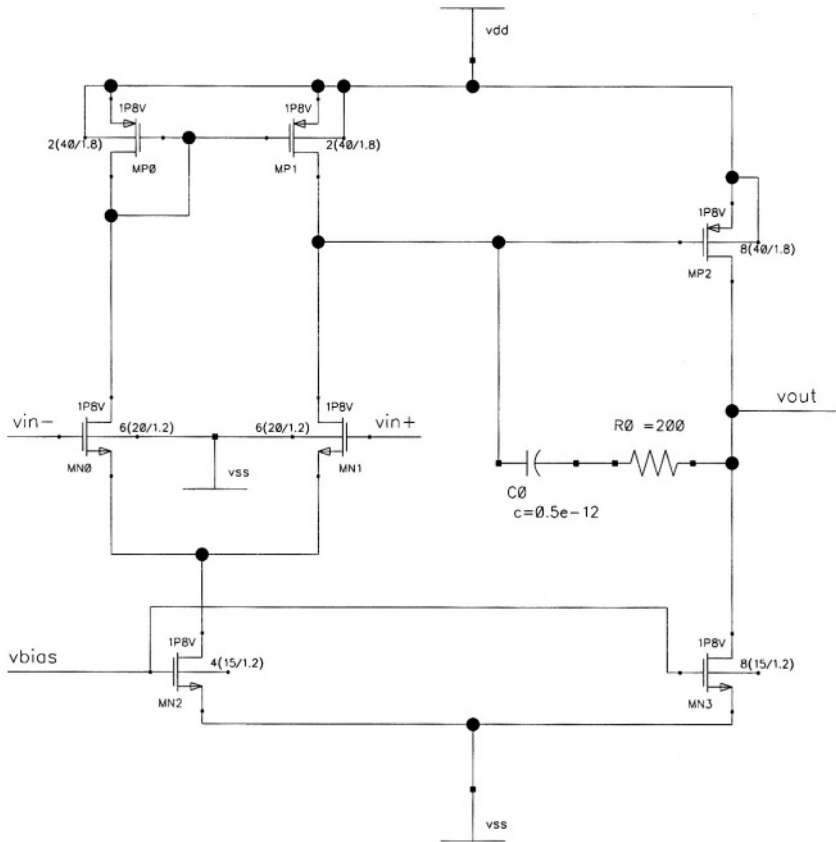 vdd
1P8V
2(40/1.8)
MP0
1P8V
2(40/1.8)
MP1
1P8V
8(40/1.8)
MP2
vin-
1P8V
6(20/1.2)
MN0
1P8V
6(20/1.2)
vin+
MN1
vss
vout
R0 =200
C0
c=0.5e-12
vbias
1P8V
4(15/1.2)
MN2
1P8V
8(15/1.2)
MN3
vss